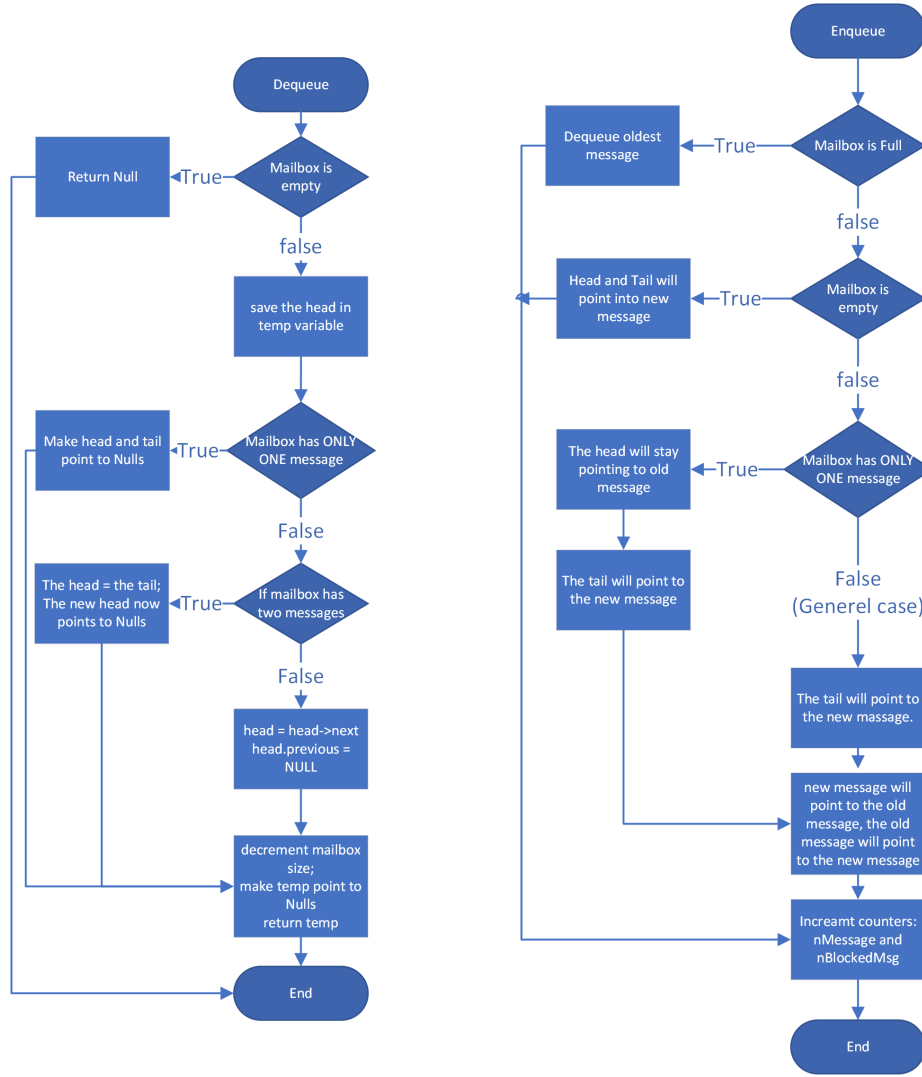 Dequeue
Mailbox is
empty
True
Return Null
false
save the head in
temp variable
Mailbox has ONLY
ONE message
True
Make head and tail
point to Nulls
False
If mailbox has
two messages
True
The head = the tail;
The new head now
points to Nulls
False
head = head->next
head.previous =
NULL
decrement mailbox
size;
make temp point to
Nulls
return temp
End
Enqueue
Mailbox is Full
True
Dequeue oldest
message
false
Mailbox is
empty
True
Head and Tail will
point into new
message
false
Mailbox has ONLY
ONE message
True
The head will stay
pointing to old
message
The tail will point to
the new message
False
(Generel case)
The tail will point to
the new massage.
new message will
point to the old
message, the old
message will point
to the new message
Increamt counters:
nMessage and
nBlockedMsg
End